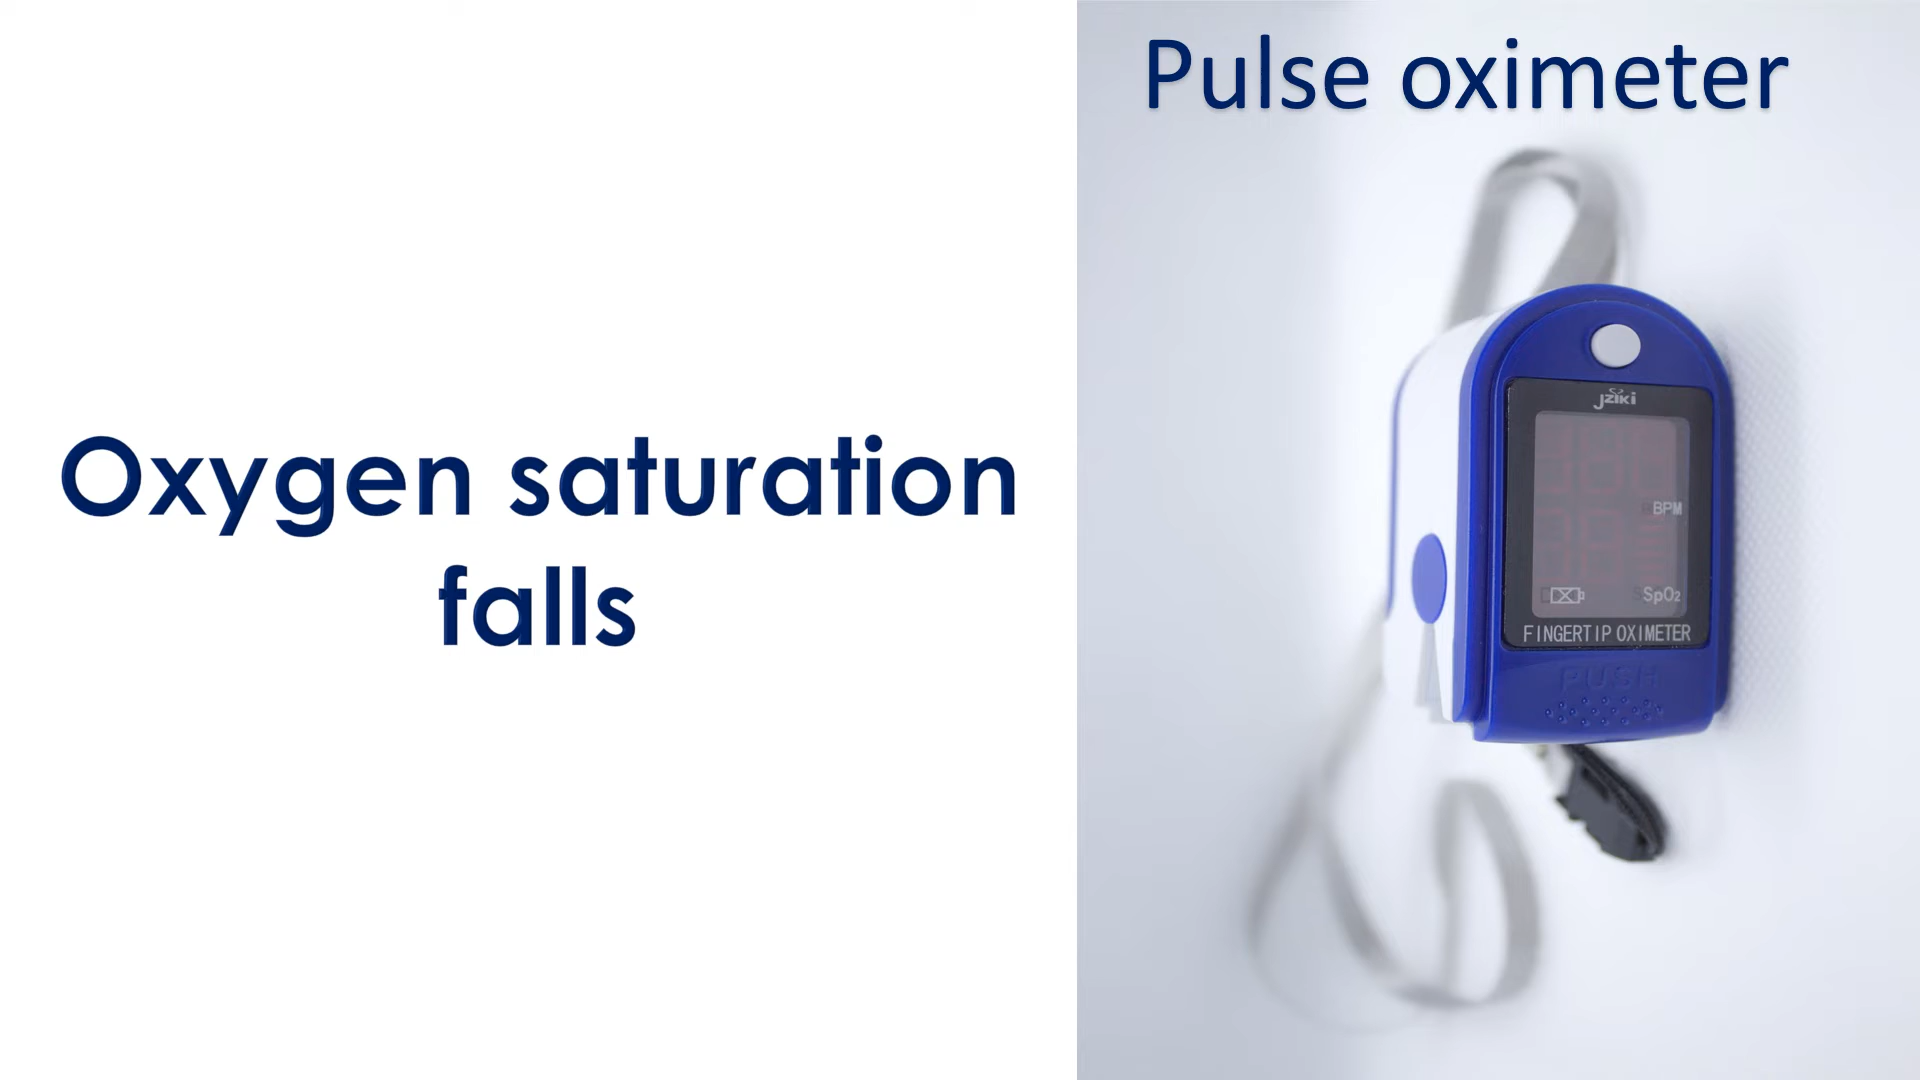 Oxygen saturation
falls
Pulse oximeter
Jziki
BPM
SpO2
FINGERTIP OXIMETER
PUSH